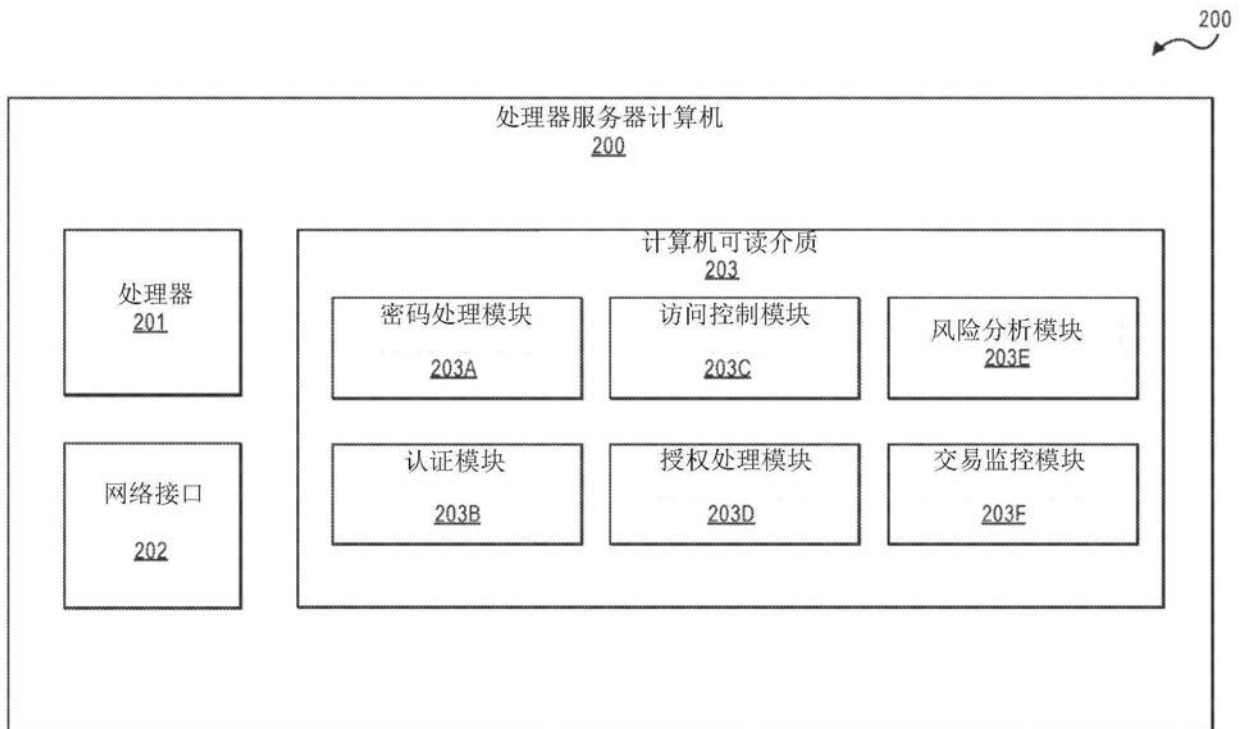 200
处理器服务器计算机
200
处理器
201
网络接口
202
计算机可读介质
203
密码处理模块
203A
访问控制模块
203C
风险分析模块
203E
认证模块
203B
授权处理模块
203D
交易监控模块
203F